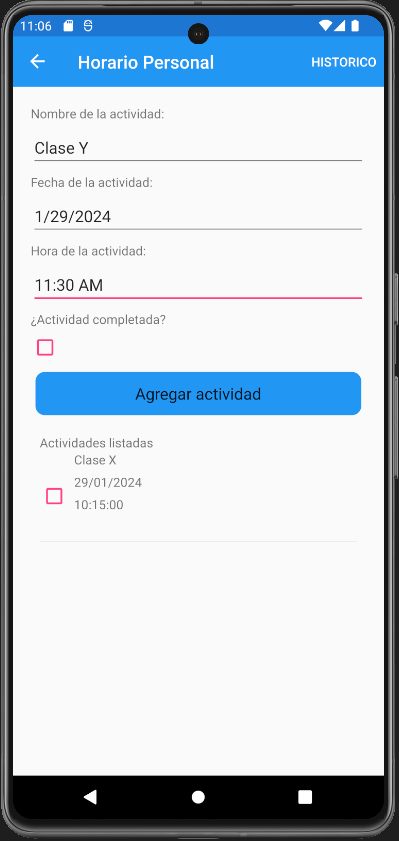 11:06
Horario Personal HISTORICO
Nombre de la actividad:
Clase Y
Fecha de la actividad:
1/29/2024
Hora de la actividad:
11:30 AM
¿Actividad completada?
Agregar actividad
Actividades listadas
Clase X
29/01/2024
10:15:00